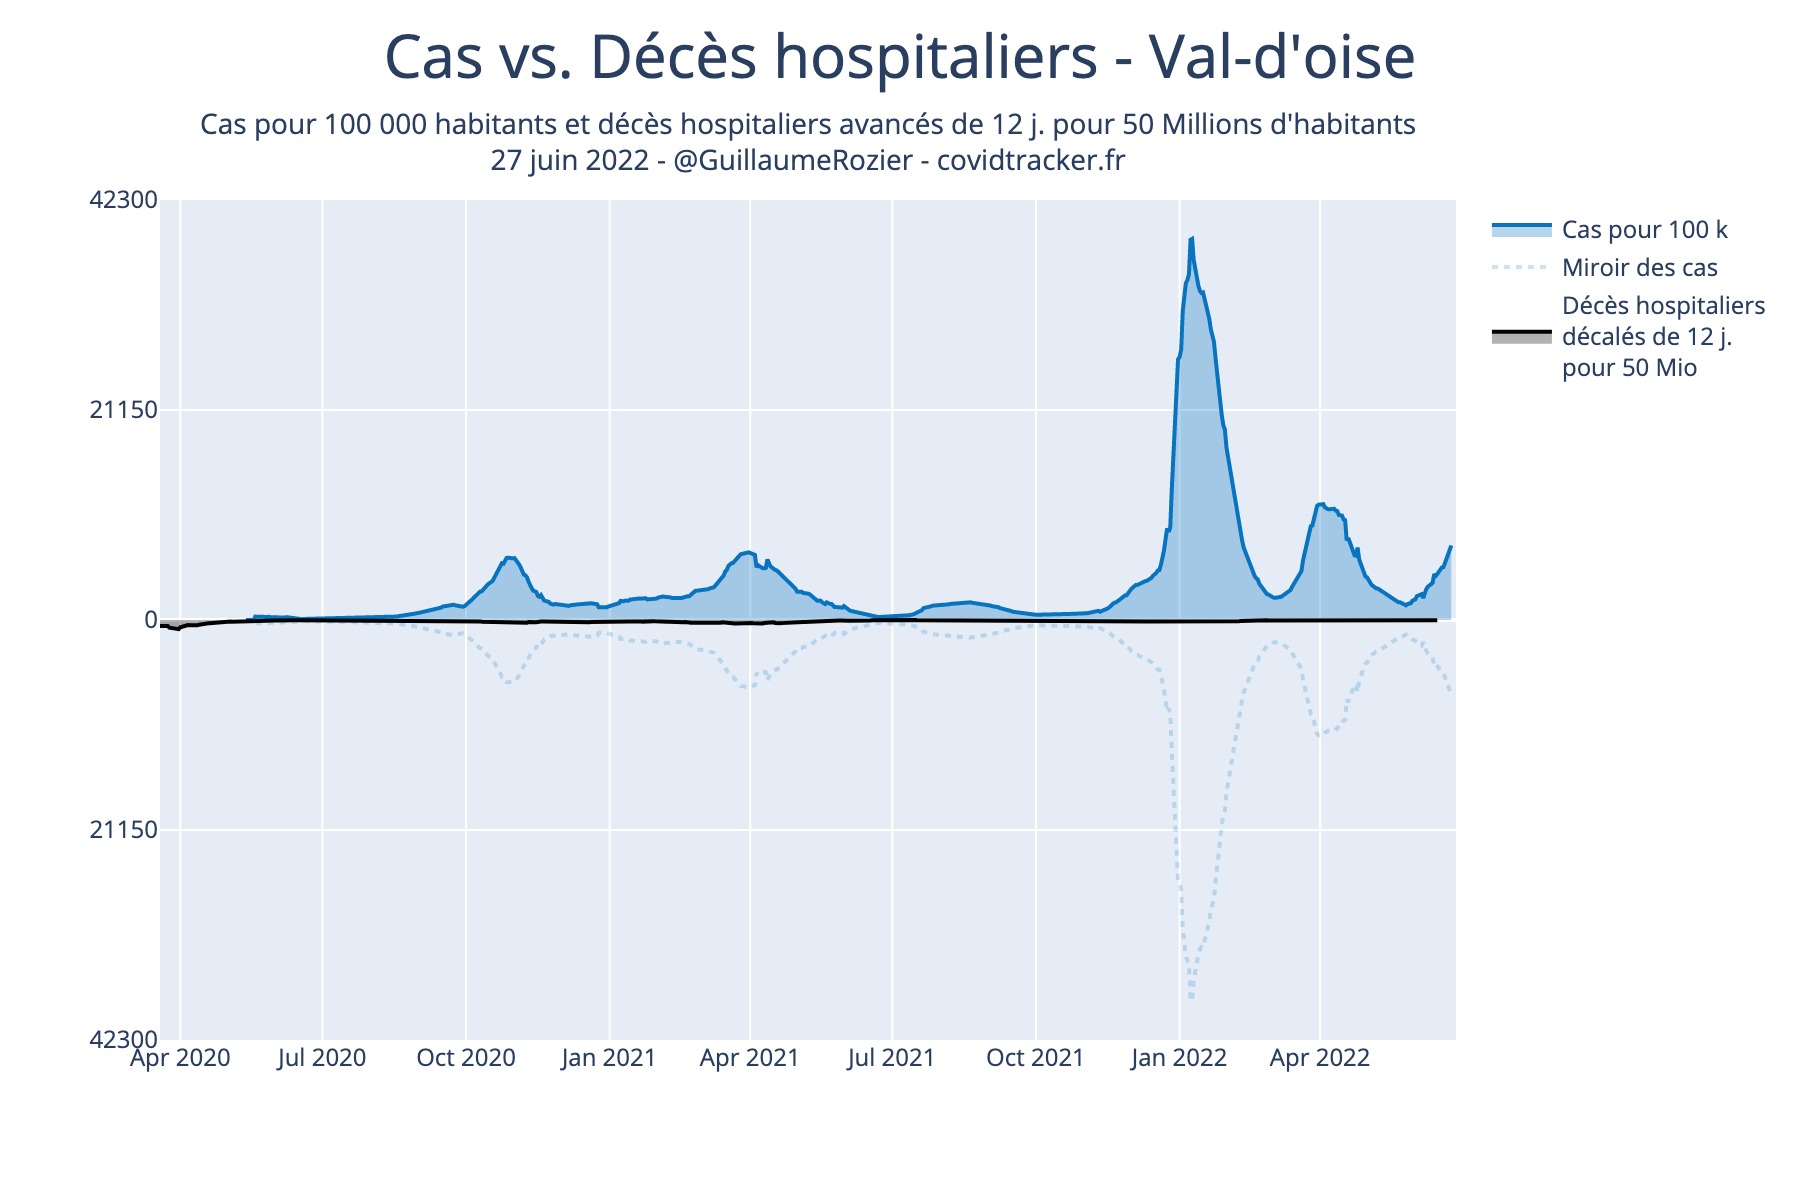 Cas vs. Décès hospitaliers - Val-d'oise
Cas pour 100 000 habitants et décès hospitaliers avancés de 12 j. pour 50 Millions d'habitants
27 juin 2022 - @GuillaumeRozier - covidtracker.fr
42300
21150
0
21150
42300
Apr 2020
Jul 2020
Oct 2020
Jan 2021
Apr 2021
Jul 2021
Oct 2021
Jan 2022
Apr 2022
Cas pour 100 k
Miroir des cas
Décès hospitaliers
décalés de 12 j.
pour 50 Mio